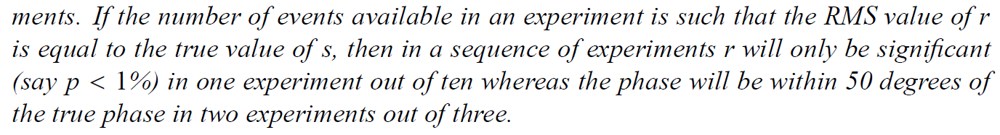 ments. If the number of events available in an experiment is such that the RMS value of r
is equal to the true value of s, then in a sequence of experiments r will only be significant
(say p < 1%) in one experiment out of ten whereas the phase will be within 50 degrees of
the true phase in two experiments out of three.